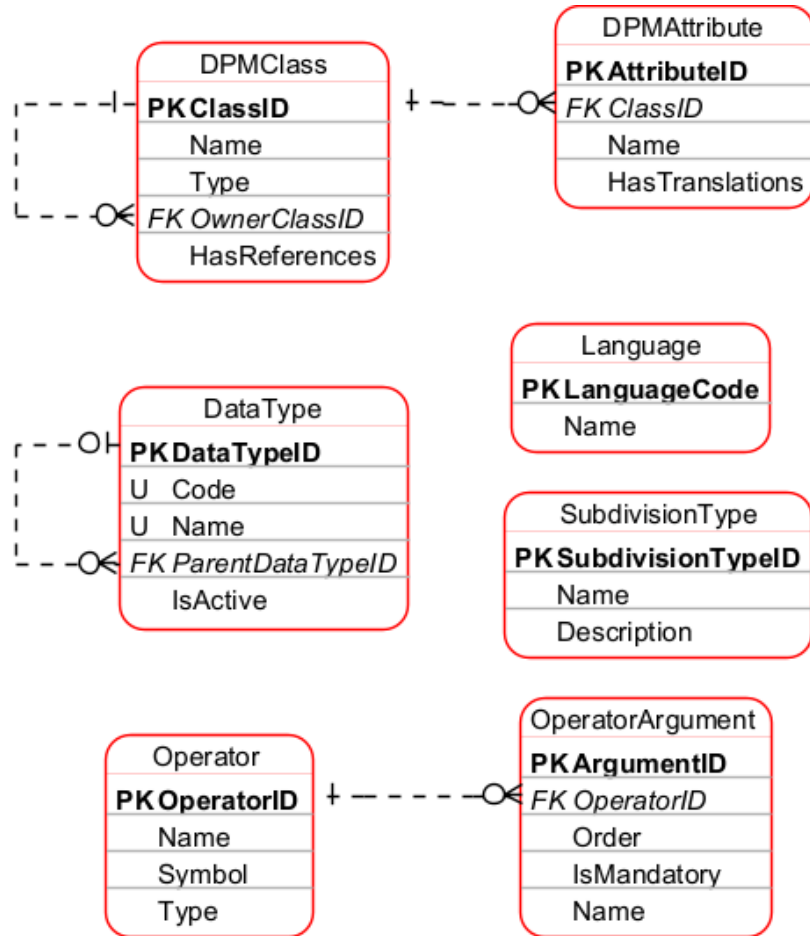 DPMClass
PK ClassID
Name
Type
FK OwnerClassID
HasReferences
DPMAttribute
PK AttributeID
FK ClassID
Name
HasTranslations
DataType
PK DataTypeID
U Code
U Name
FK ParentDataTypeID
IsActive
Language
PK LanguageCode
Name
SubdivisionType
PK SubdivisionTypeID
Name
Description
Operator
PK OperatorID
Name
Symbol
Type
OperatorArgument
PK ArgumentID
FK OperatorID
Order
IsMandatory
Name